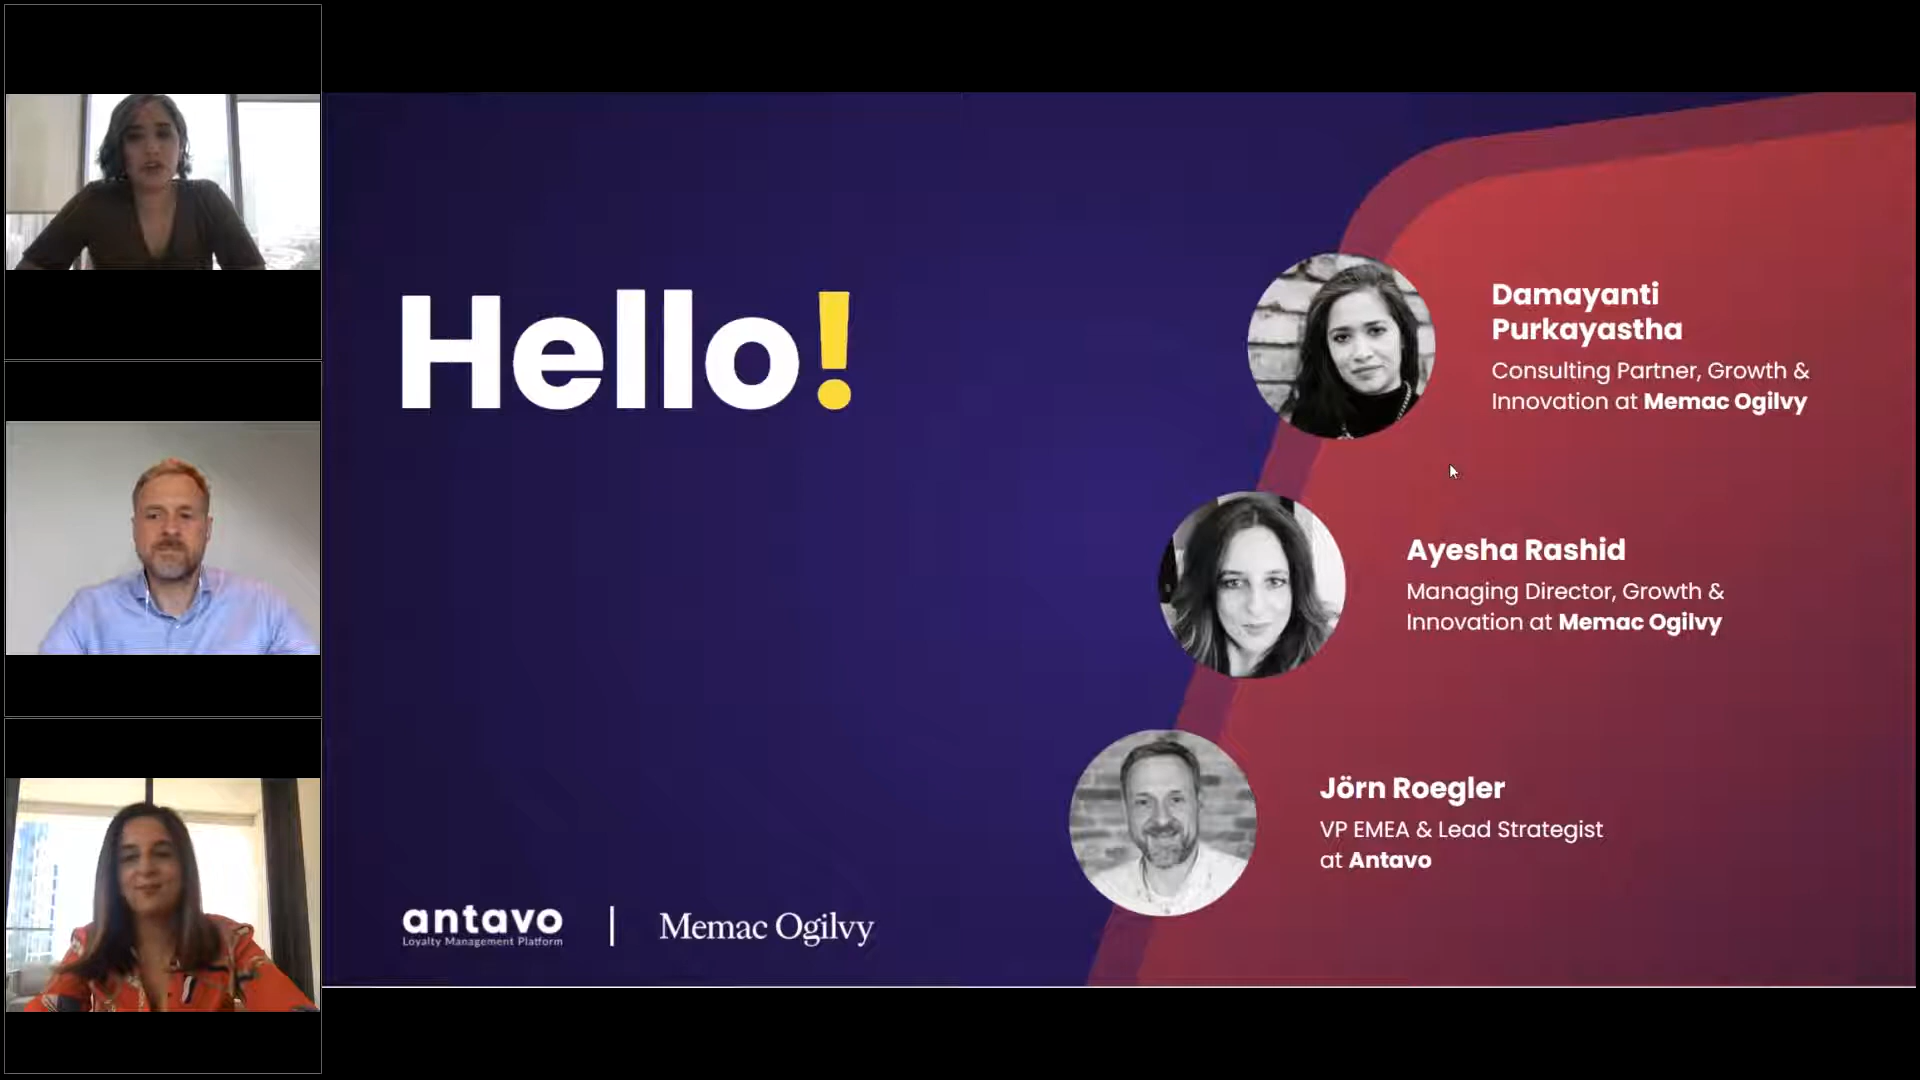 Hello!
Damayanti
Purkayastha
Consulting Partner, Growth &
Innovation at Memac Ogilvy
Ayesha Rashid
Managing Director, Growth &
Innovation at Memac Ogilvy
Jörn Roegler
VP EMEA & Lead Strategist
at Antavo
antavo
Loyalty Management Platform
Memac Ogilvy